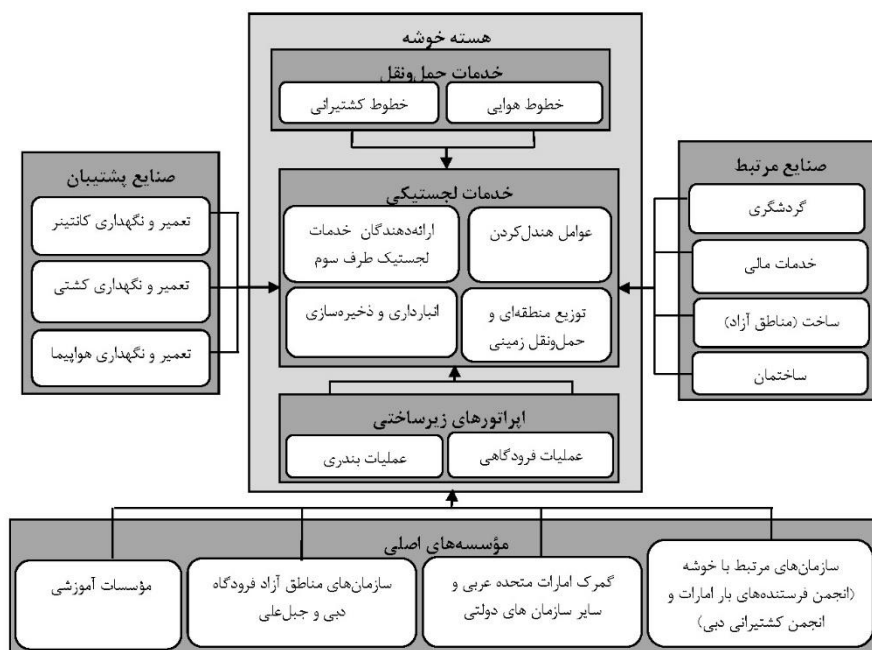 هسته خوشه
خدمات حمل‌ونقل
خطوط هوایی
خطوط کشتیرانی
صنایع مرتبط
گردشگری
خدمات مالی
ساخت (مناطق آزاد)
ساختمان
خدمات لجستیکی
عوامل هندل‌کردن
ارائه‌دهندگان خدمات
لجستیک طرف سوم
توزیع منطقه‌ای و
حمل‌ونقل زمینی
انبارداری و ذخیره‌سازی
صنایع پشتیبان
تعمیر و نگهداری کانتینر
تعمیر و نگهداری کشتی
تعمیر و نگهداری هواپیما
اپراتورهای زیرساختی
عملیات فرودگاهی
عملیات بندری
مؤسسه‌های اصلی
سازمان‌های مرتبط با خوشه
(انجمن فرستنده‌های بار امارات و
انجمن کشتیرانی دبی)
گمرک امارات متحده عربی و
سایر سازمان های دولتی
سازمان‌های مناطق آزاد فرودگاه
دبی و جبل‌علی
مؤسسات آموزشی